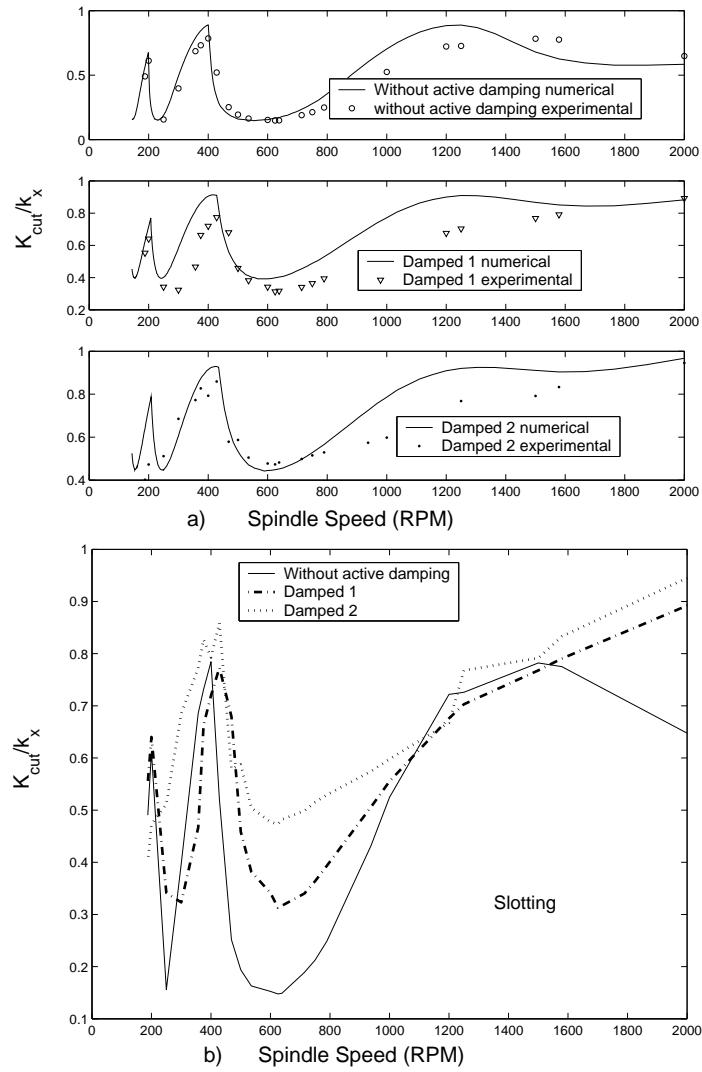 1
0.5
0
0 200 400 600 800 1000 1200 1400 1600 1800 2000
Without active damping numerical
without active damping experimental
K_cut/k_x
1
0.8
0.6
0.4
0.2
0 200 400 600 800 1000 1200 1400 1600 1800 2000
Damped 1 numerical
Damped 1 experimental
1
0.8
0.6
0.4
0 200 400 600 800 1000 1200 1400 1600 1800 2000
Damped 2 numerical
Damped 2 experimental
a) Spindle Speed (RPM)
1
0.9
0.8
0.7
0.6
0.5
0.4
0.3
0.2
0.1
K_cut/k_x
Without active damping
Damped 1
Damped 2
Slotting
0 200 400 600 800 1000 1200 1400 1600 1800 2000
b) Spindle Speed (RPM)